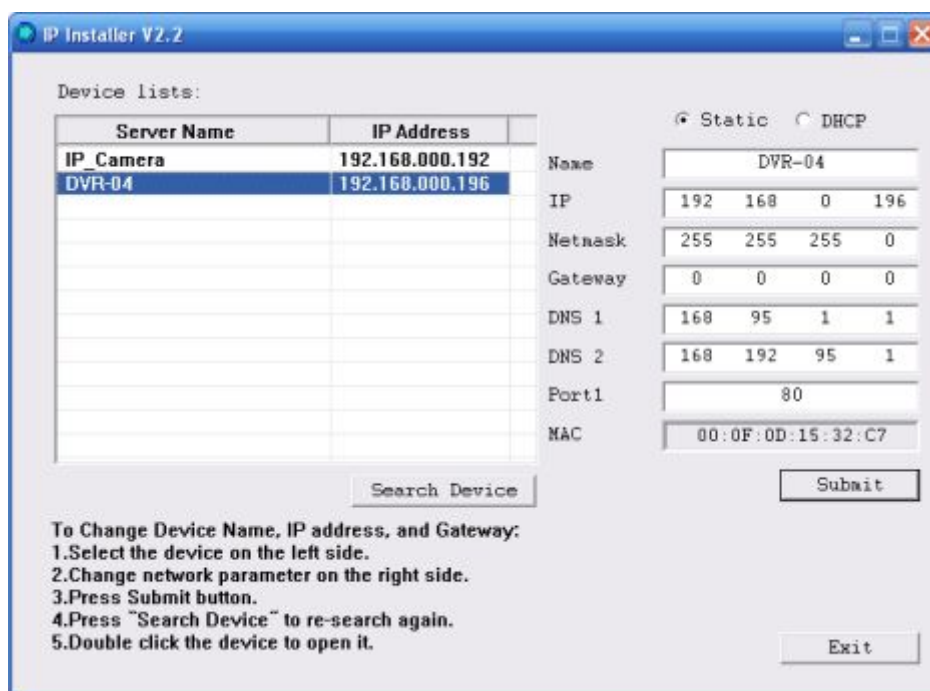 IP Installer V2.2
Device lists:
Server Name IP Address
IP_Camera 192.168.000.192
DVR-04 192.168.000.196
Static DHCP
Name DVR-04
IP 192 168 0 196
Netmask 255 255 255 0
Gateway 0 0 0 0
DNS 1 168 95 1 1
DNS 2 168 192 95 1
Port1 80
MAC 00:0F:0D:15:32:C7
Search Device
Submit
To Change Device Name, IP address, and Gateway:
1.Select the device on the left side.
2.Change network parameter on the right side.
3.Press Submit button.
4.Press ˝Search Device˝ to re-search again.
5.Double click the device to open it.
Exit